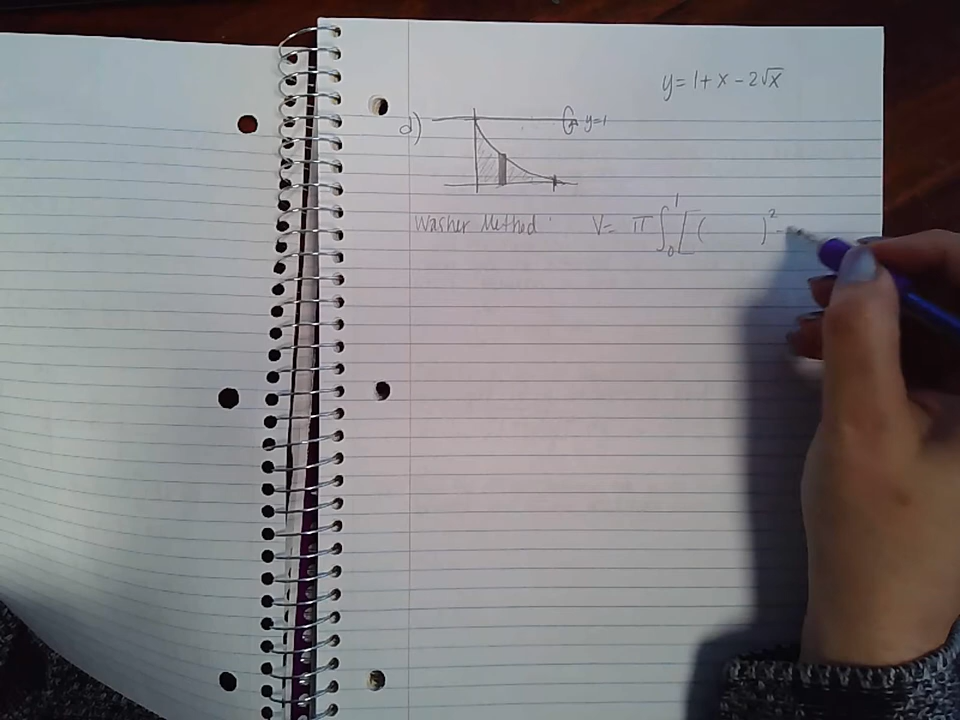 y = 1 + x - 2√x
d)
y=1
Washer Method: V = π ∫₀¹ [ ( )² -